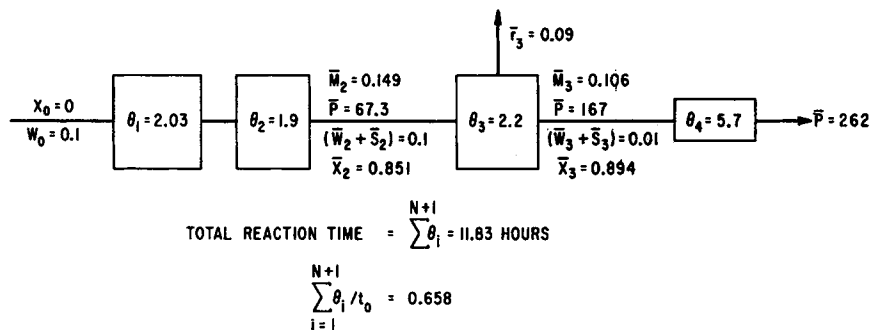 r̄₃ = 0.09
X₀ = 0
W₀ = 0.1
θ₁ = 2.03
θ₂ = 1.9
M̄₂ = 0.149
P̄ = 67.3
(W̄₂ + S̄₂) = 0.1
X̄₂ = 0.851
θ₃ = 2.2
M̄₃ = 0.106
P̄ = 167
(W̄₃ + S̄₃) = 0.01
X̄₃ = 0.894
θ₄ = 5.7
P̄ = 262
N+1
TOTAL REACTION TIME = ∑θᵢ = 11.83 HOURS
N+1
∑θᵢ/t₀ = 0.658
i=1